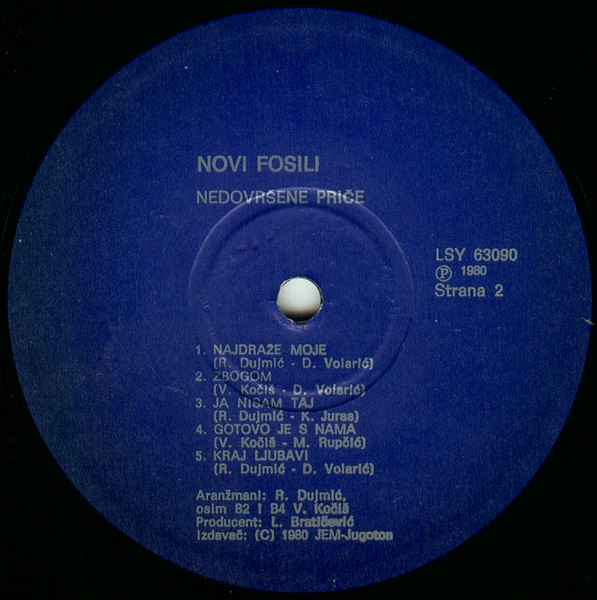 NOVI FOSILI
NEDOVRŠENE PRIČE
LSY 63090
Ⓟ 1980
Strana 2
1. NAJDRAŽE MOJE
(R. Dujmić - D. Volarić)
2. ZBOGOM
(V. Kočiš - D. Volarić)
3. JA NISAM TAJ
(R. Dujmić - K. Juras)
4. GOTOVO JE S NAMA
(V. Kočiš - M. Rupčić)
5. KRAJ LJUBAVI
(R. Dujmić - D. Volarić)
Aranžmani: R. Dujmić,
osim B2 i B4 V. Kočiš
Producent: L. Bratičević
Izdavač: (C) 1980 JEM-Jugoton